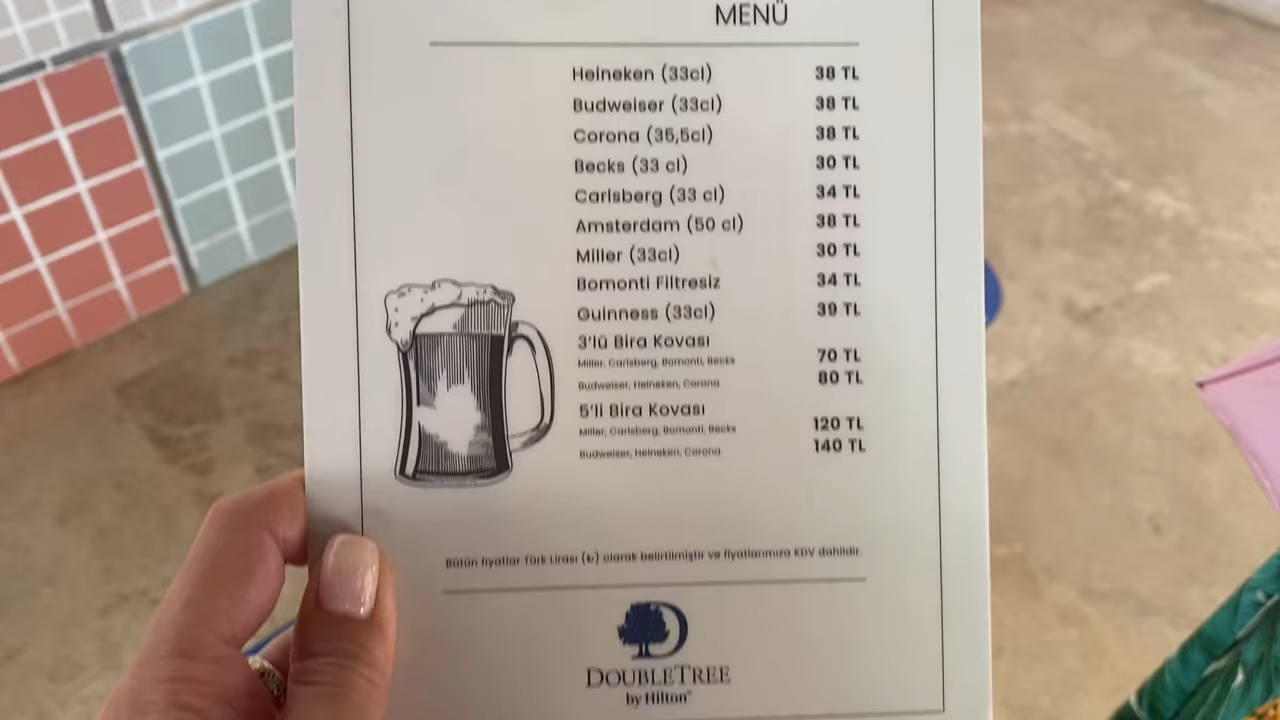 MENÜ
Heineken (33cl) 38 TL
Budweiser (33cl) 38 TL
Corona (35,5cl) 38 TL
Becks (33 cl) 30 TL
Carlsberg (33 cl) 34 TL
Amsterdam (50 cl) 38 TL
Miller (33cl) 30 TL
Bomonti Filtresiz 34 TL
Guinness (33cl) 39 TL
3'lü Bira Kovası
Miller, Carlsberg, Bomonti, Becks 70 TL
Budweiser, Heineken, Corona 80 TL
5'li Bira Kovası
Miller, Carlsberg, Bomonti, Becks 120 TL
Budweiser, Heineken, Corona 140 TL
Bütün fiyatlar Türk Lirası (₺) olarak belirtilmiştir ve fiyatlarımıza KDV dahildir.
D
DOUBLETREE
by Hilton®